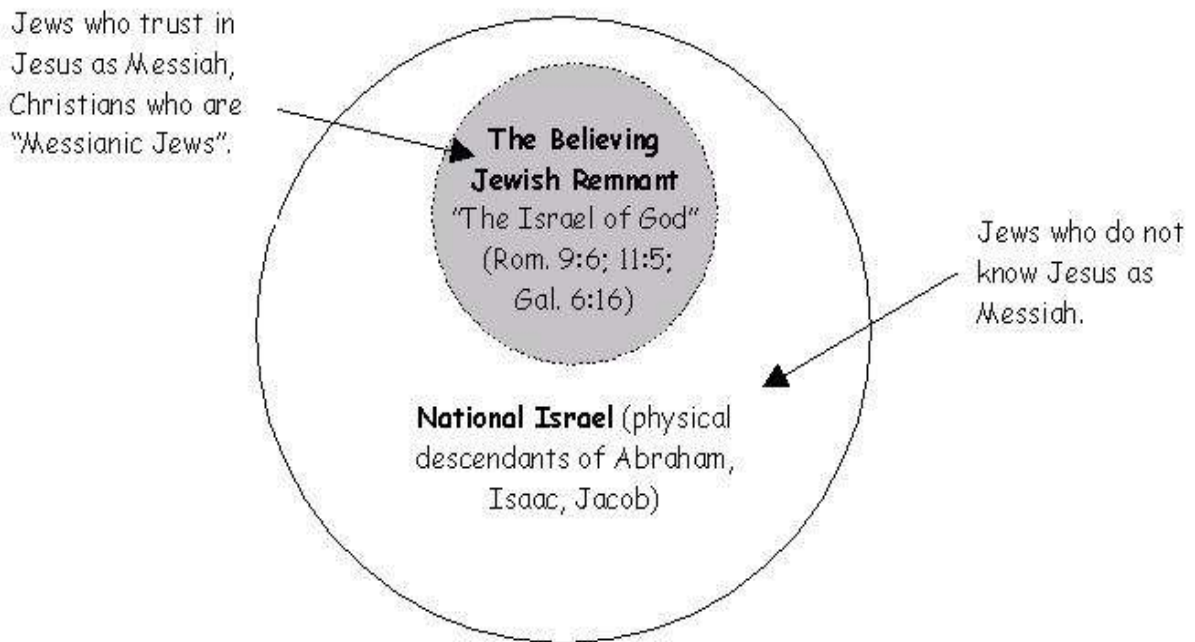 Jews who trust in
Jesus as Messiah,
Christians who are
"Messianic Jews".
The Believing
Jewish Remnant
"The Israel of God"
(Rom. 9:6; 11:5;
Gal. 6:16)
Jews who do not
know Jesus as
Messiah.
National Israel (physical
descendants of Abraham,
Isaac, Jacob)